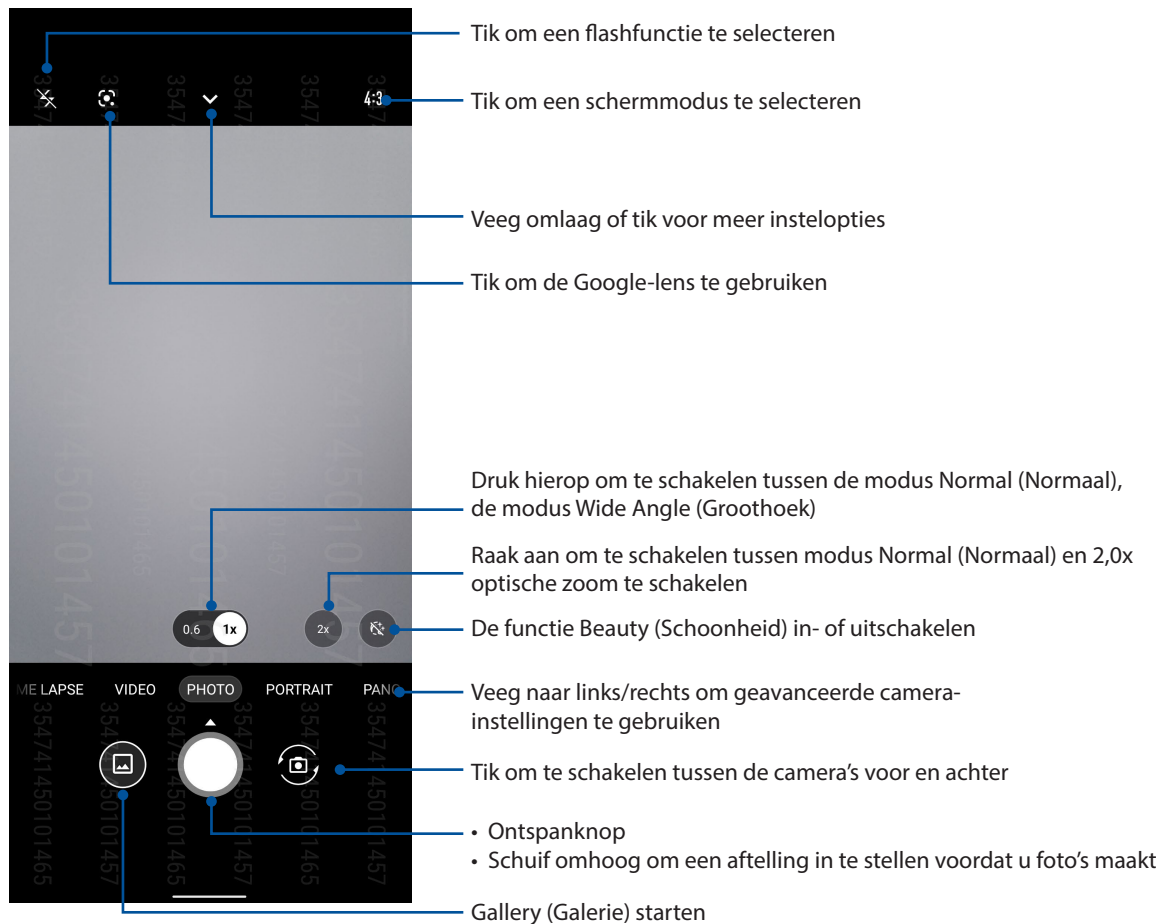 Tik om een flashfunctie te selecteren
4:3
Tik om een schermmodus te selecteren
Veeg omlaag of tik voor meer instelopties
Tik om de Google-lens te gebruiken
Druk hierop om te schakelen tussen de modus Normal (Normaal),
de modus Wide Angle (Groothoek)
Raak aan om te schakelen tussen modus Normal (Normaal) en 2,0x
optische zoom te schakelen
0.6 1x 2x
De functie Beauty (Schoonheid) in- of uitschakelen
ME LAPSE VIDEO PHOTO PORTRAIT PANO
Veeg naar links/rechts om geavanceerde camera-
instellingen te gebruiken
Tik om te schakelen tussen de camera’s voor en achter
• Ontspanknop
• Schuif omhoog om een aftelling in te stellen voordat u foto’s maakt
Gallery (Galerie) starten